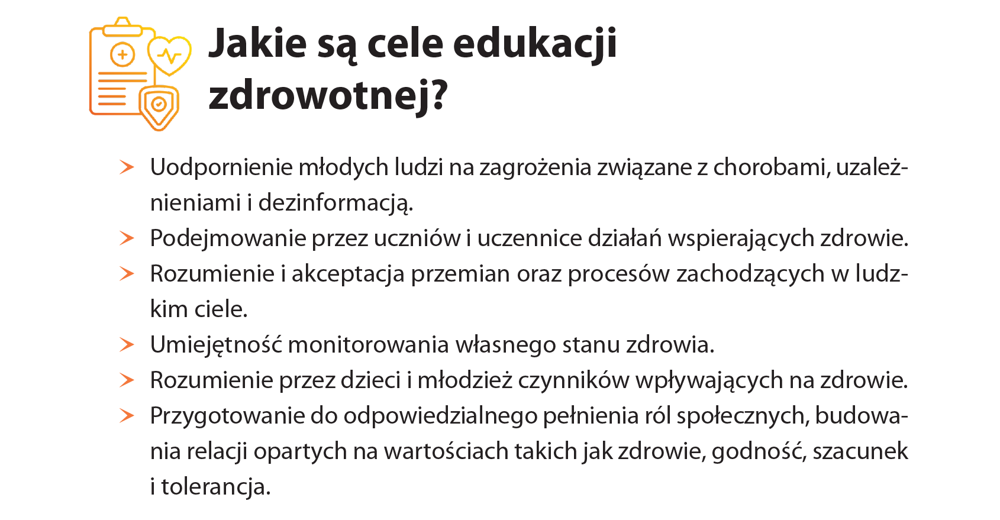 Jakie są cele edukacji
zdrowotnej?
Uodpornienie młodych ludzi na zagrożenia związane z chorobami, uzależ-
nieniami i dezinformacją.
Podejmowanie przez uczniów i uczennice działań wspierających zdrowie.
Rozumienie i akceptacja przemian oraz procesów zachodzących w ludz-
kim ciele.
Umiejętność monitorowania własnego stanu zdrowia.
Rozumienie przez dzieci i młodzież czynników wpływających na zdrowie.
Przygotowanie do odpowiedzialnego pełnienia ról społecznych, budowa-
nia relacji opartych na wartościach takich jak zdrowie, godność, szacunek
i tolerancja.